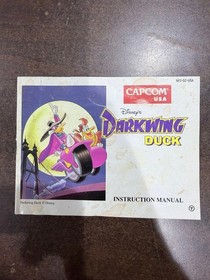 CAPCOM
USA
Disney's
DARKWING
DUCK
INSTRUCTION MANUAL